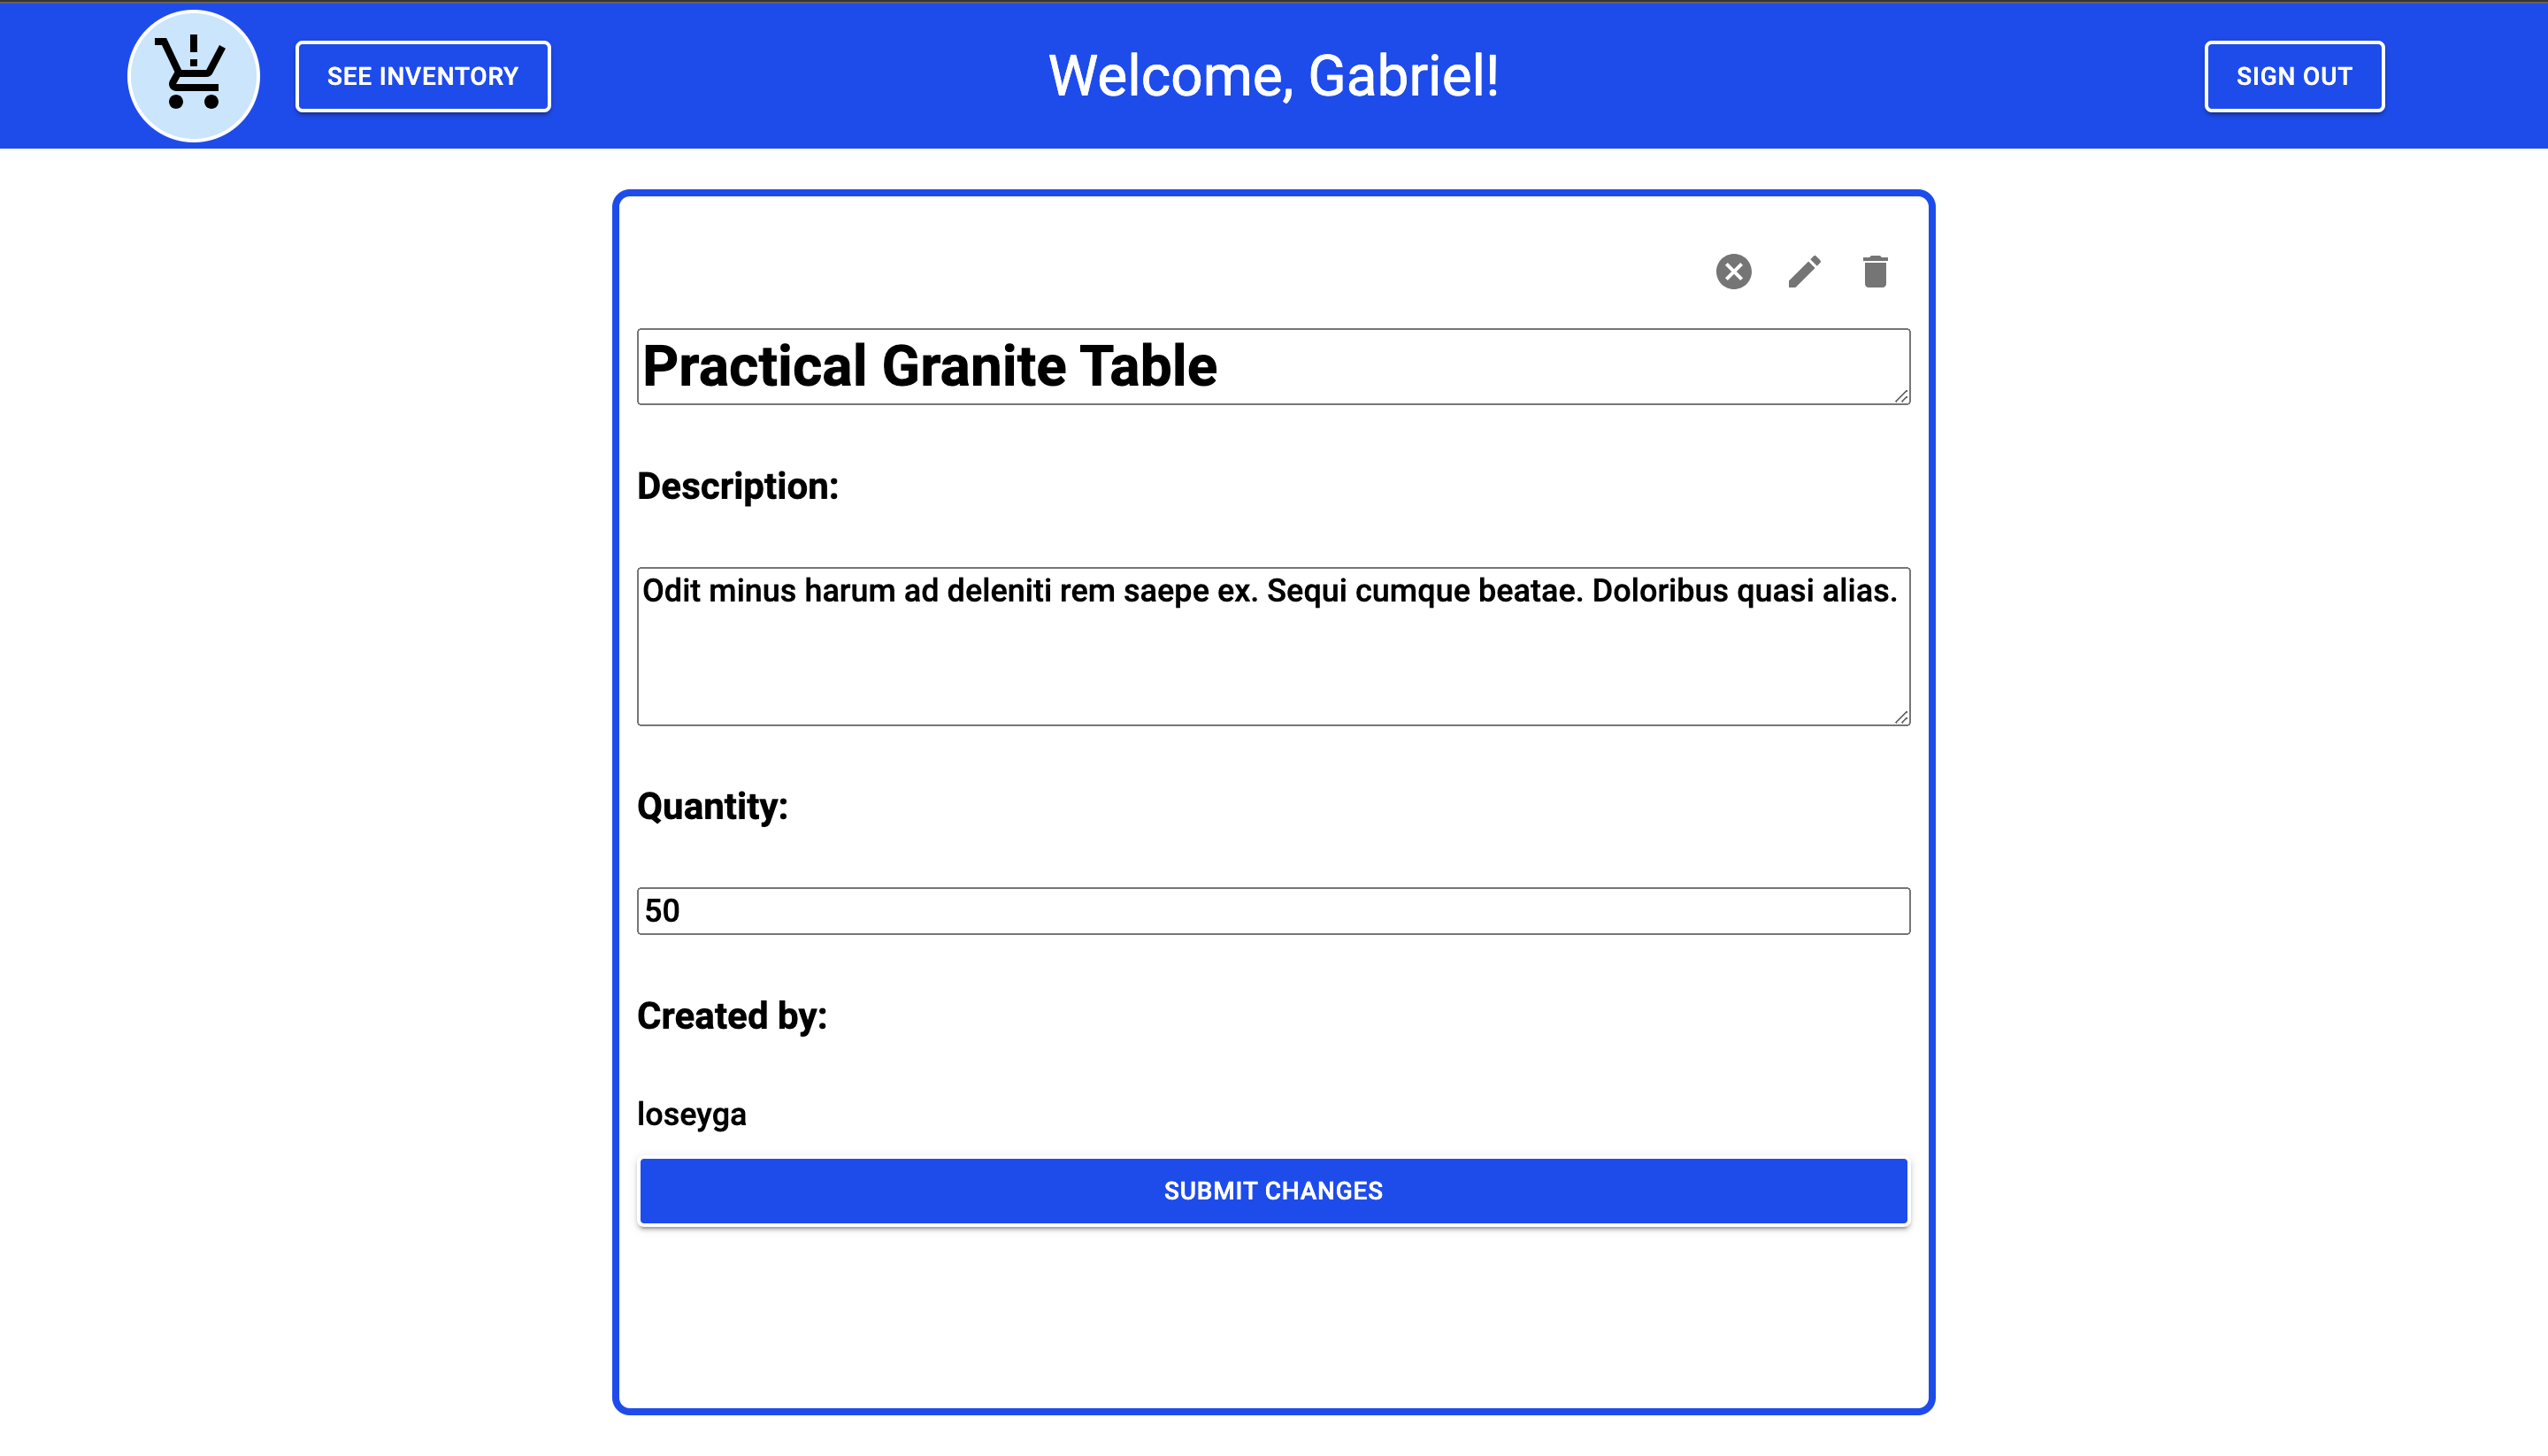 SEE INVENTORY
Welcome, Gabriel!
SIGN OUT
Practical Granite Table
Description:
Odit minus harum ad deleniti rem saepe ex. Sequi cumque beatae. Doloribus quasi alias.
Quantity:
50
Created by:
loseyga
SUBMIT CHANGES